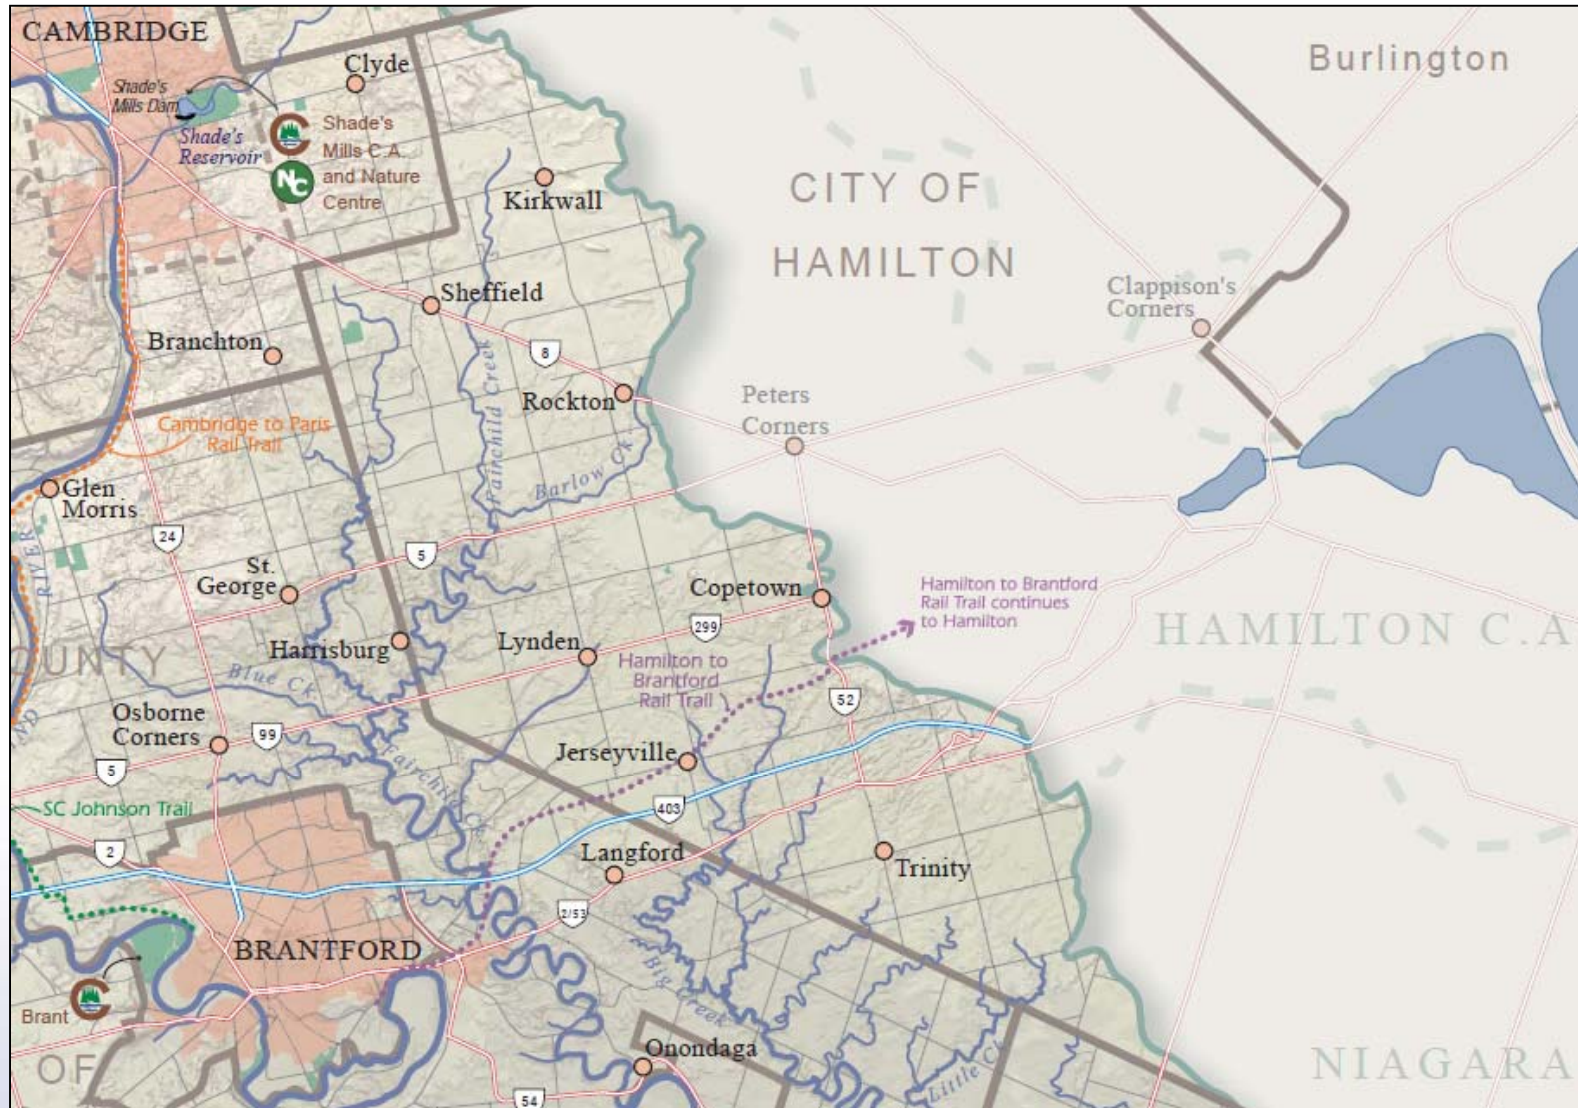 CAMBRIDGE
Clyde
Burlington
Shade's
Mills Dam
Shade's
Reservoir
Shade's
Mills C.A.
and Nature
Centre
NC
Kirkwall
CITY OF
HAMILTON
Sheffield
Clappison's
Corners
Branchton
8
Fairchild Creek
Rockton
Peters
Corners
Cambridge to Paris
Rail Trail
Barlow Ck.
Glen
Morris
24
RIVER
5
St.
George
Copetown
Hamilton to Brantford
Rail Trail continues
to Hamilton
299
HAMILTON C.A
Harrisburg
Lynden
OUNTY
Hamilton to
Brantford
Rail Trail
Blue Ck.
52
ND
Osborne
Corners
99
Jerseyville
5
Fairchild Ck.
SC Johnson Trail
403
2
Langford
Trinity
2/53
BRANTFORD
Big Creek
Brant
Onondaga
OF
NIAGARA
Little Ck.
54